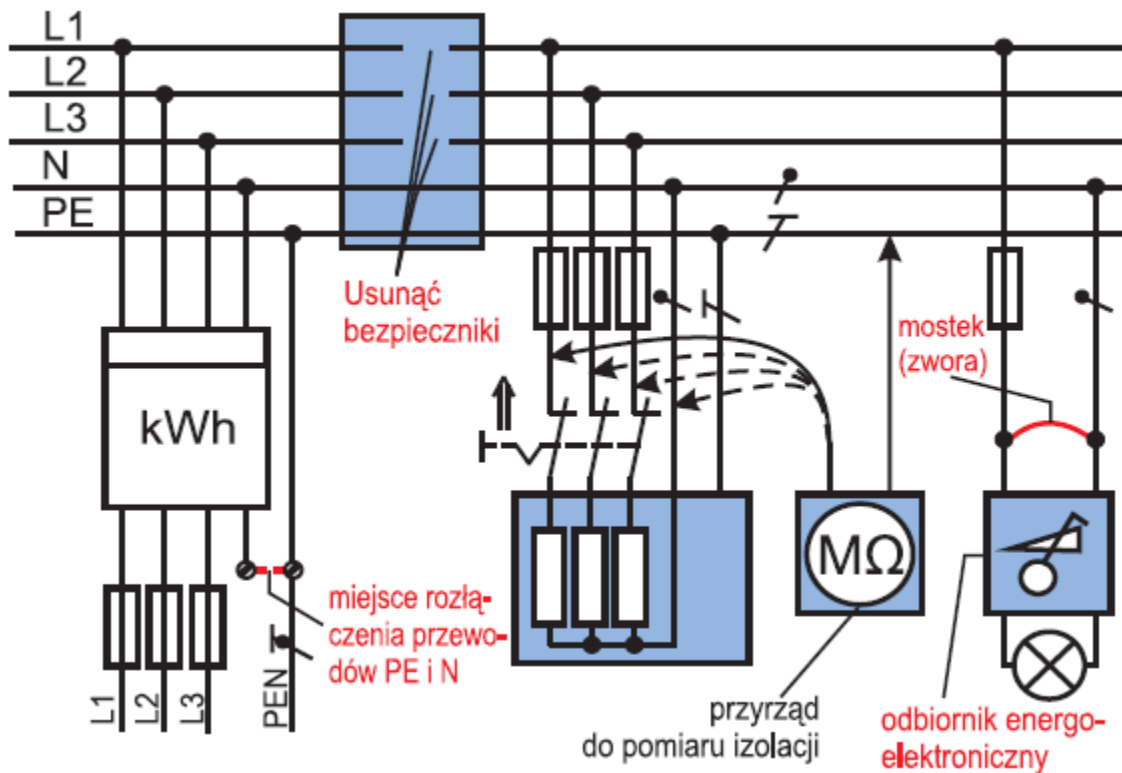 L1
L2
L3
N
PE
Usunąć
bezpieczniki
mostek
(zwora)
kWh
MΩ
miejsce rozłą-
czenia przewo-
dów PE i N
L1
L2
L3
PEN
przyrząd
do pomiaru izolacji
odbiornik energo-
elektroniczny